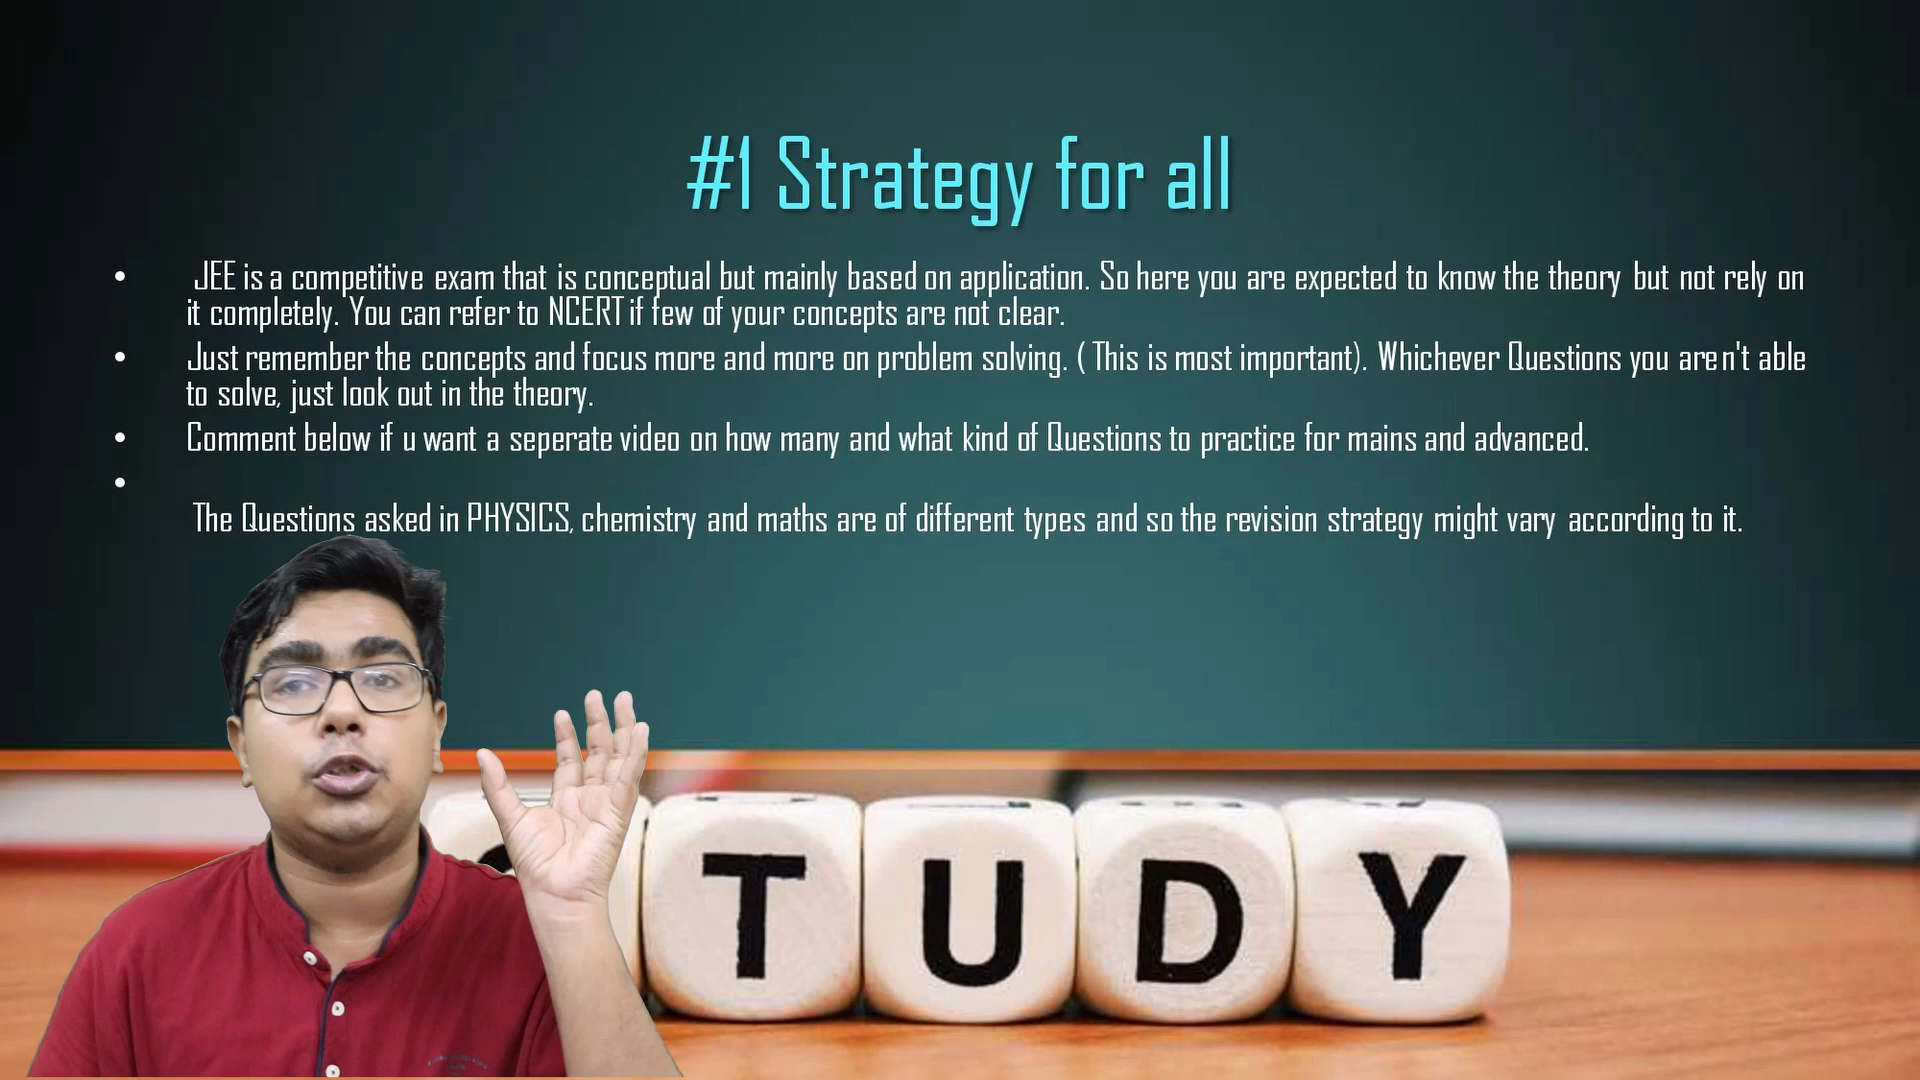 #1 Strategy for all
• JEE is a competitive exam that is conceptual but mainly based on application. So here you are expected to know the theory but not rely on
it completely. You can refer to NCERT if few of your concepts are not clear.
• Just remember the concepts and focus more and more on problem solving. ( This is most important). Whichever Questions you aren't able
to solve, just look out in the theory.
• Comment below if u want a seperate video on how many and what kind of Questions to practice for mains and advanced.
•
The Questions asked in PHYSICS, chemistry and maths are of different types and so the revision strategy might vary according to it.
TUDY